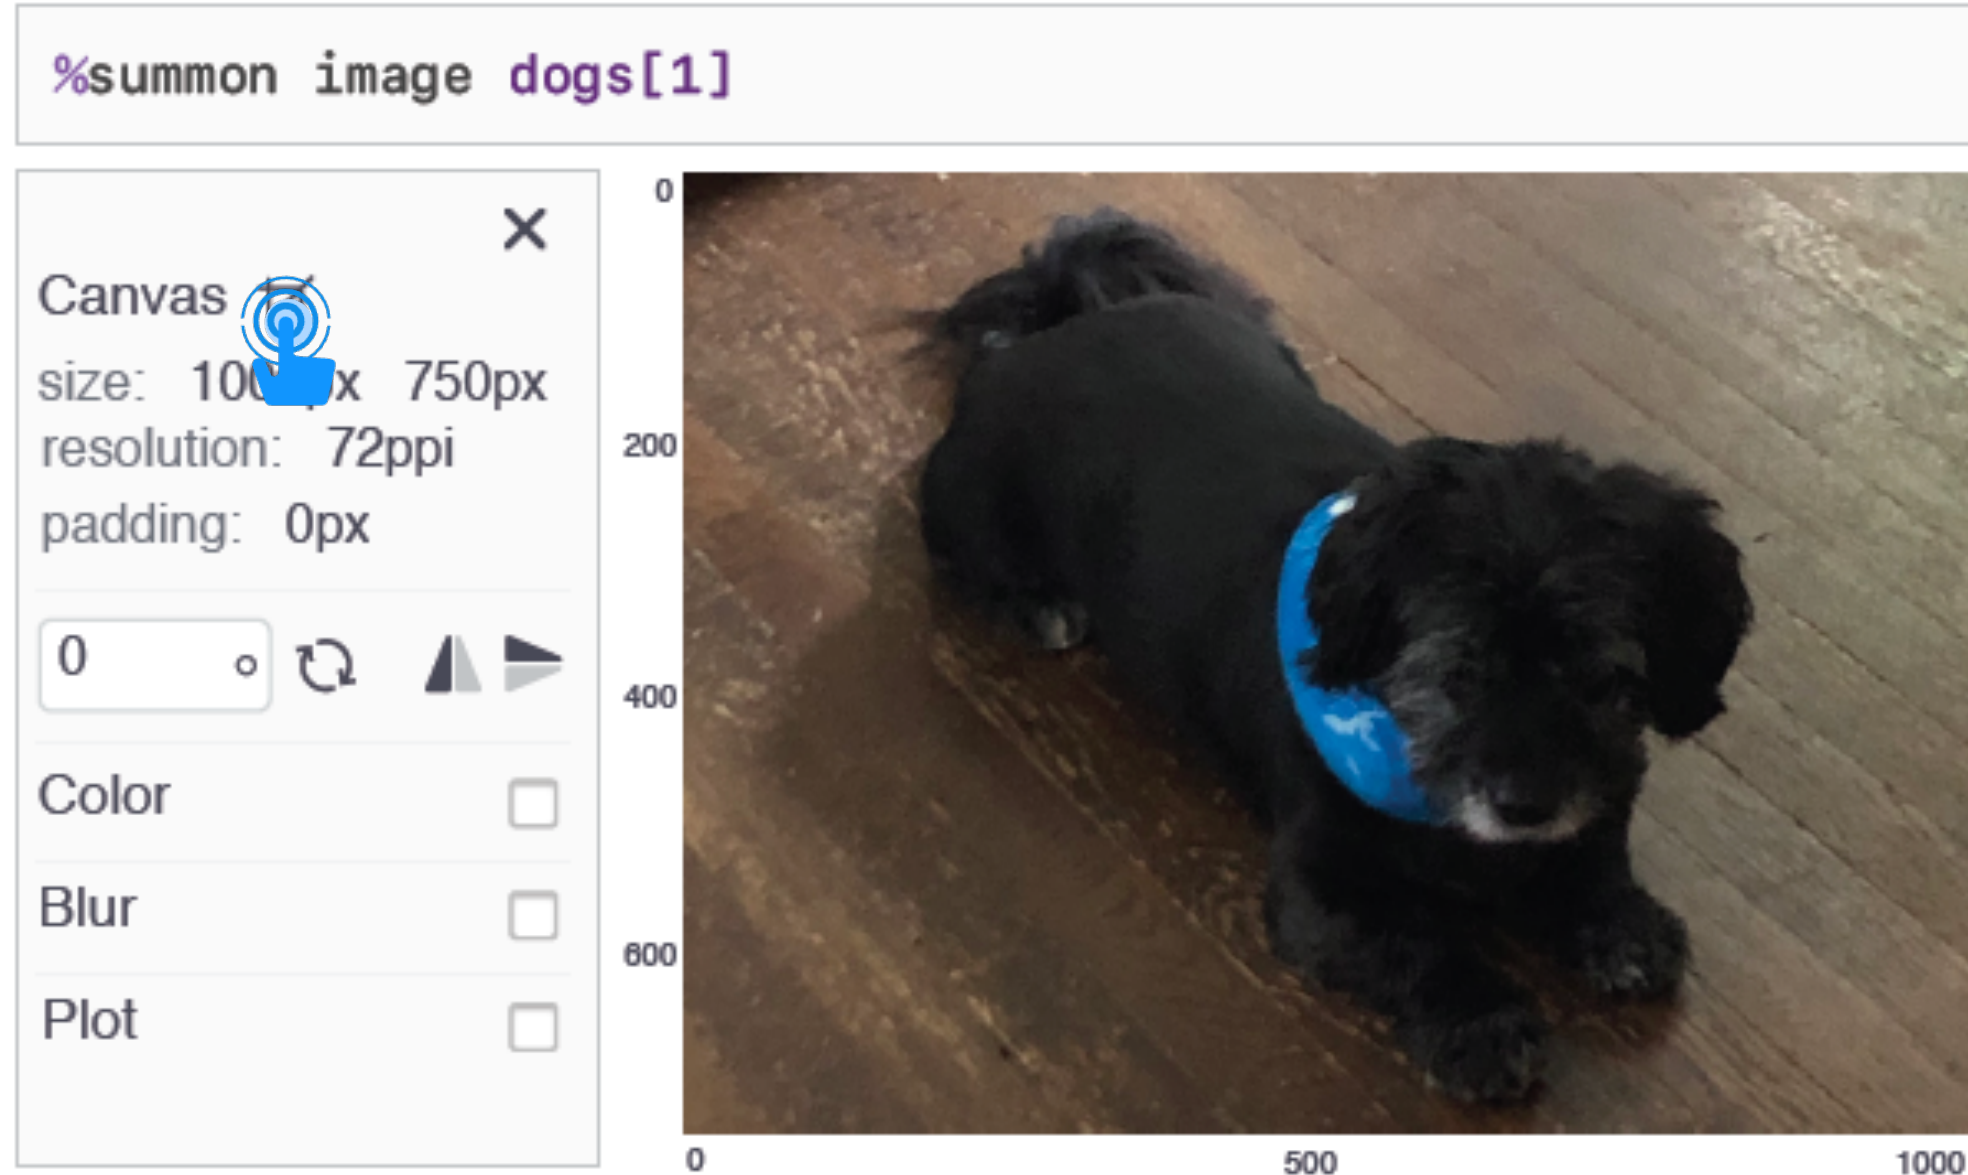 %summon image dogs[1]
Canvas
size: 750px
resolution: 72ppi
padding: 0px
0 °
Color
Blur
Plot
0
200
400
600
0 500 1000